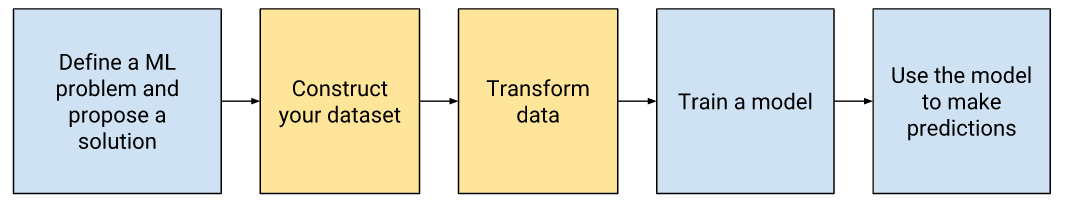 Define a ML
problem and
propose a
solution
Construct
your dataset
Transform
data
Train a model
Use the model
to make
predictions